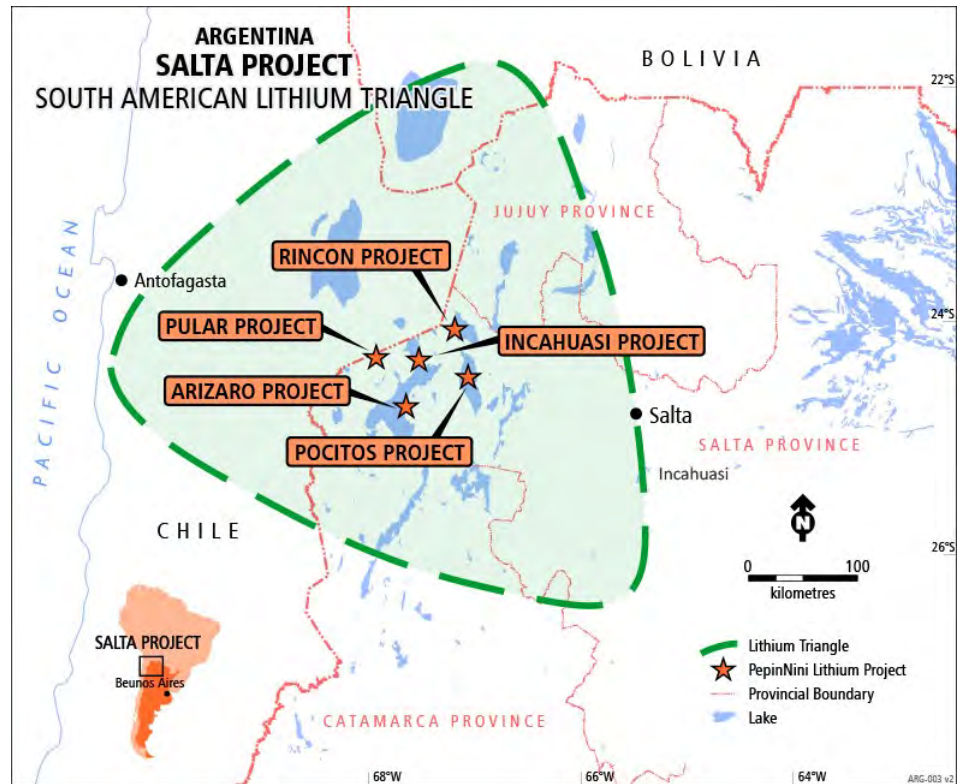 ARGENTINA
SALTA PROJECT
SOUTH AMERICAN LITHIUM TRIANGLE
BOLIVIA
22°S
JUJUY PROVINCE
PACIFIC OCEAN
RINCON PROJECT
Antofagasta
24°S
PULAR PROJECT
INCAHUASI PROJECT
ARIZARO PROJECT
Salta
POCITOS PROJECT
SALTA PROVINCE
Incahuasi
CHILE
N
26°S
0 100
kilometres
SALTA PROJECT
Beunos Aires
Lithium Triangle
PepinNini Lithium Project
Provincial Boundary
Lake
CATAMARCA PROVINCE
68°W
66°W
64°W
ARG-003 v2